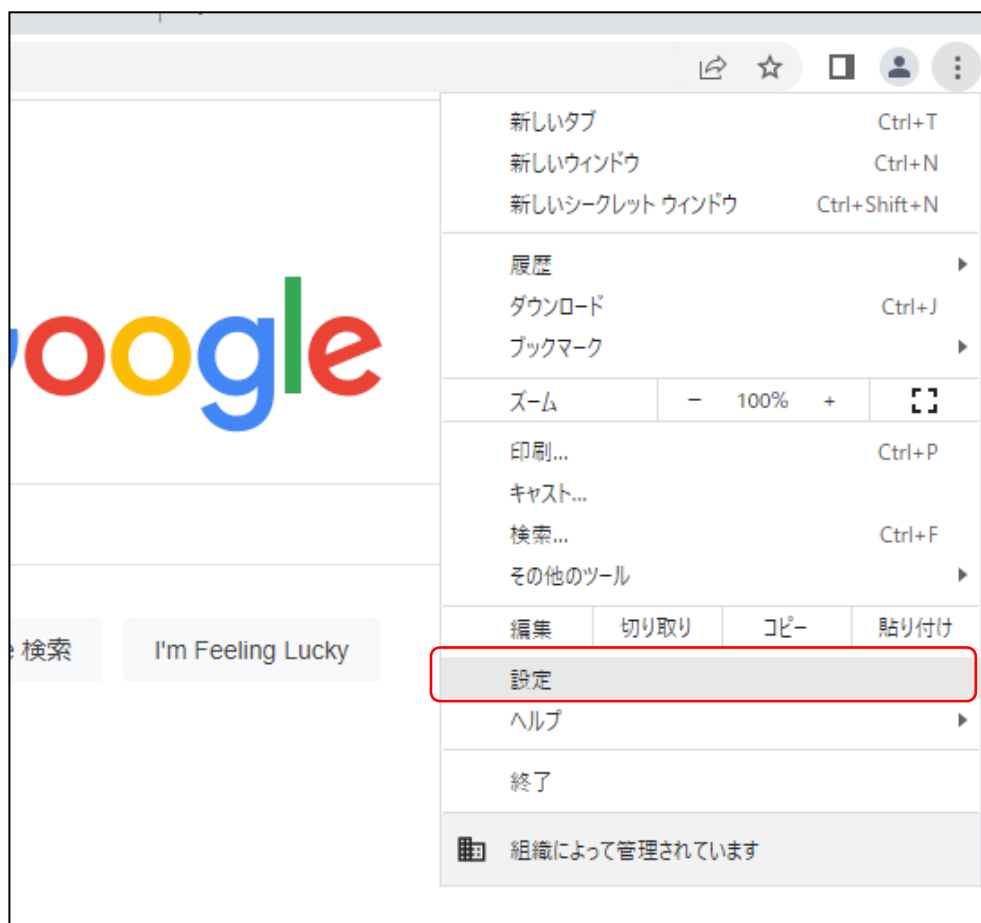 新しいタブ Ctrl+T
新しいウィンドウ Ctrl+N
新しいシークレット ウィンドウ Ctrl+Shift+N
履歴
ダウンロード Ctrl+J
ブックマーク
oogle
ズーム − 100% +
印刷... Ctrl+P
キャスト...
検索... Ctrl+F
その他のツール
編集 切り取り コピー 貼り付け
検索 I'm Feeling Lucky
設定
ヘルプ
終了
組織によって管理されています